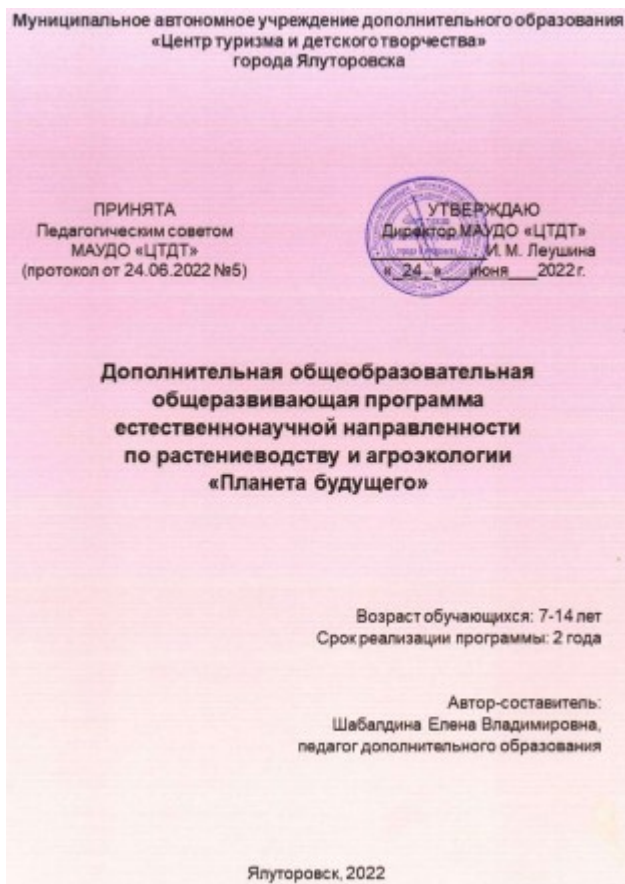 Муниципальное автономное учреждение дополнительного образования
«Центр туризма и детского творчества»
города Ялуторовска
ПРИНЯТА
Педагогическим советом
МАУДО «ЦТДТ»
(протокол от 24.06.2022 №5)
УТВЕРЖДАЮ
Директор МАУДО «ЦТДТ»
И. М. Леушина
«_24_»___июня___2022 г.
Дополнительная общеобразовательная
общеразвивающая программа
естественнонаучной направленности
по растениеводству и агроэкологии
«Планета будущего»
Возраст обучающихся: 7-14 лет
Срок реализации программы: 2 года
Автор-составитель:
Шабалдина Елена Владимировна,
педагог дополнительного образования
Ялуторовск, 2022